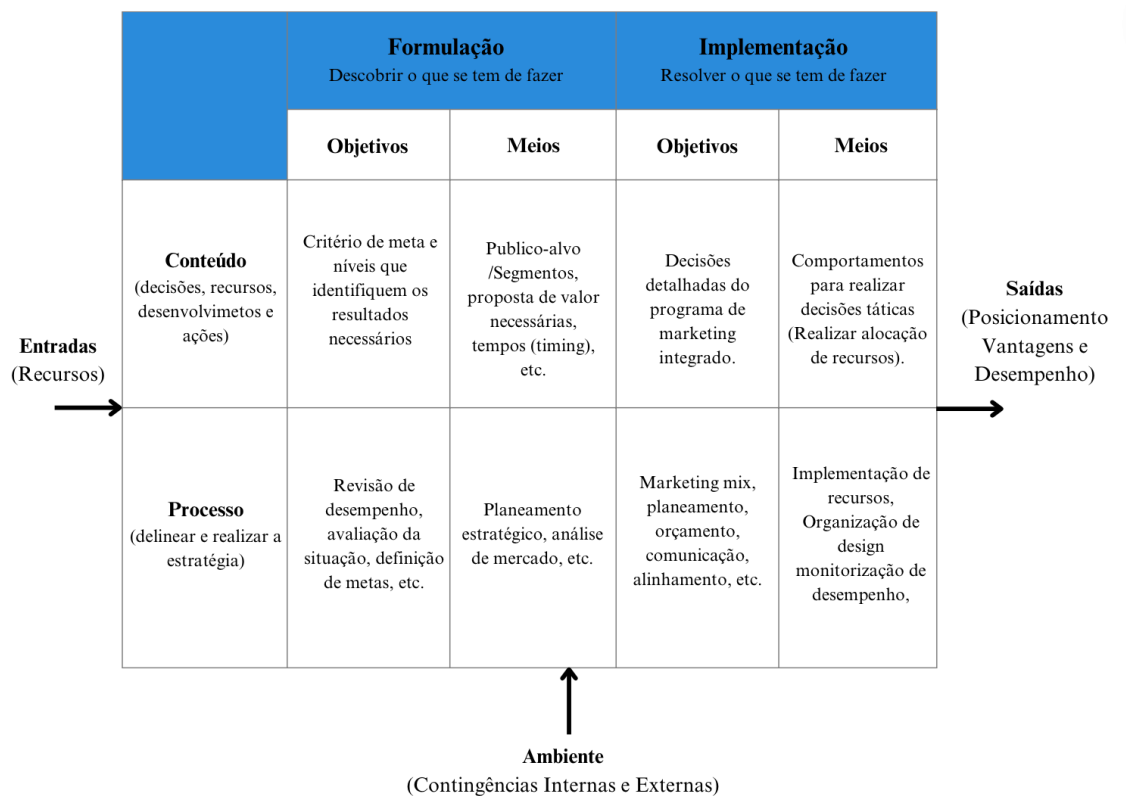 Formulação
Descobrir o que se tem de fazer
Implementação
Resolver o que se tem de fazer
Objetivos
Meios
Objetivos
Meios
Entradas
(Recursos)
Conteúdo
(decisões, recursos,
desenvolvimetos e
ações)
Critério de meta e
níveis que
identifiquem os
resultados
necessários
Publico-alvo
/Segmentos,
proposta de valor
necessárias,
tempos (timing),
etc.
Decisões
detalhadas do
programa de
marketing
integrado.
Comportamentos
para realizar
decisões táticas
(Realizar alocação
de recursos).
Saídas
(Posicionamento
Vantagens e
Desempenho)
Processo
(delinear e realizar a
estratégia)
Revisão de
desempenho,
avaliação da
situação, definição
de metas, etc.
Planeamento
estratégico, análise
de mercado, etc.
Marketing mix,
planeamento,
orçamento,
comunicação,
alinhamento, etc.
Implementação de
recursos,
Organização de
design
monitorização de
desempenho,
Ambiente
(Contingências Internas e Externas)